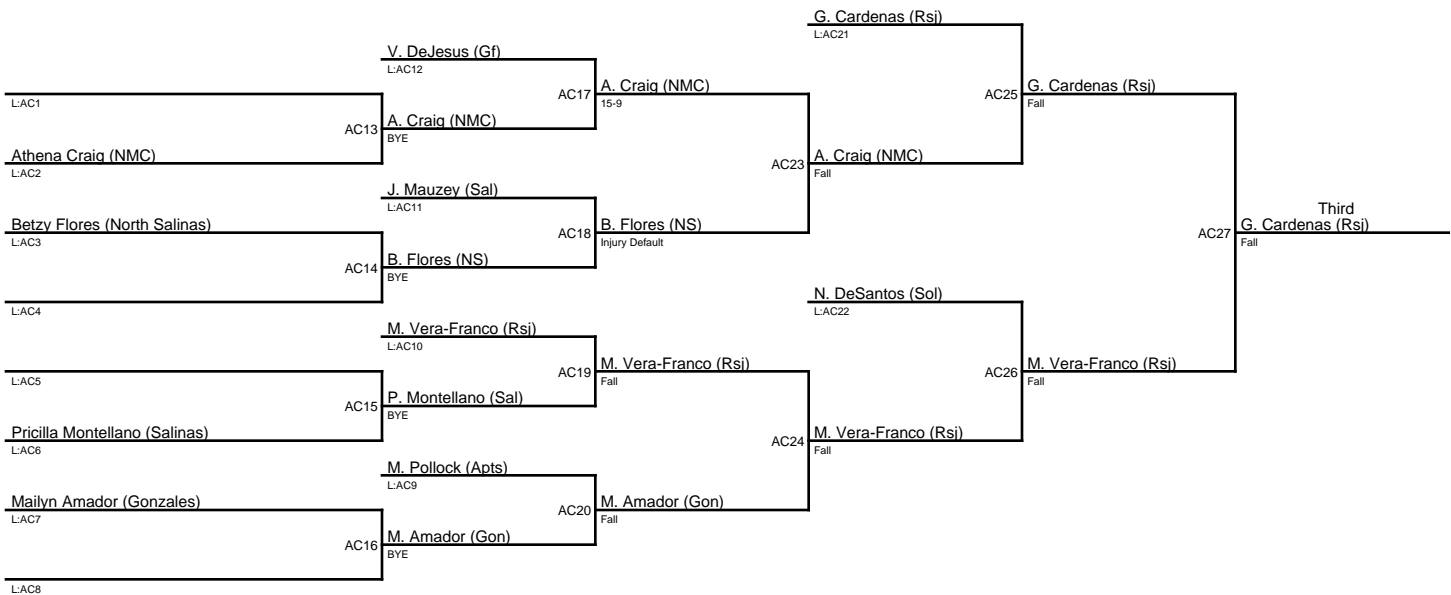 G. Cardenas (Rsj)
L:AC21
V. DeJesus (Gf)
L:AC12
AC17
A. Craig (NMC)
15-9
AC25
G. Cardenas (Rsj)
Fall
L:AC1
AC13
A. Craig (NMC)
BYE
Athena Craig (NMC)
L:AC2
AC23
A. Craig (NMC)
Fall
J. Mauzey (Sal)
L:AC11
Betzy Flores (North Salinas)
L:AC3
AC18
B. Flores (NS)
Injury Default
AC27
Third
G. Cardenas (Rsj)
Fall
AC14
B. Flores (NS)
BYE
L:AC4
N. DeSantos (Sol)
L:AC22
M. Vera-Franco (Rsj)
L:AC10
L:AC5
AC19
M. Vera-Franco (Rsj)
Fall
AC26
M. Vera-Franco (Rsj)
Fall
AC15
P. Montellano (Sal)
BYE
Pricilla Montellano (Salinas)
L:AC6
AC24
M. Vera-Franco (Rsj)
Fall
M. Pollock (Apts)
L:AC9
Mailyn Amador (Gonzales)
L:AC7
AC20
M. Amador (Gon)
Fall
AC16
M. Amador (Gon)
BYE
L:AC8